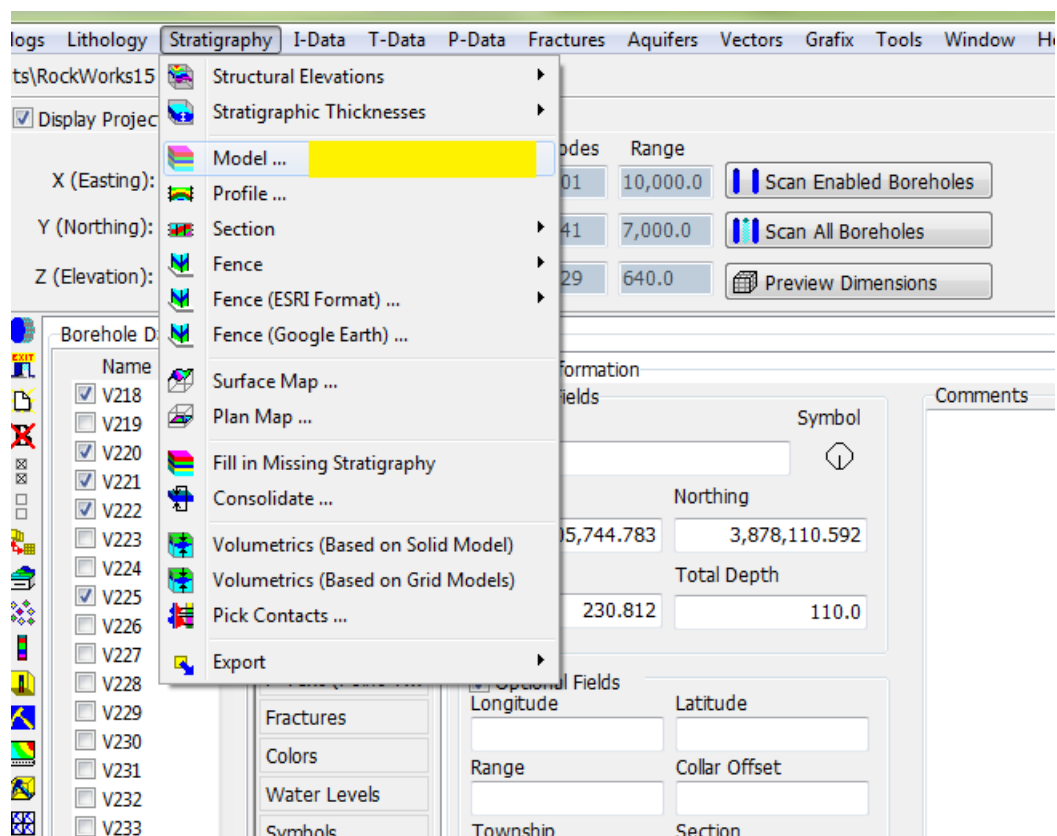 logs Lithology Stratigraphy I-Data T-Data P-Data Fractures Aquifers Vectors Grafix Tools Window
ts\RockWorks15
Structural Elevations
Stratigraphic Thicknesses
Model ...
Profile ...
Section
Fence
Fence (ESRI Format) ...
Fence (Google Earth) ...
Surface Map ...
Plan Map ...
Fill in Missing Stratigraphy
Consolidate ...
Volumetrics (Based on Solid Model)
Volumetrics (Based on Grid Models)
Pick Contacts ...
Export
Display Projec
odes Range
X (Easting): 01 10,000.0 Scan Enabled Boreholes
Y (Northing): 41 7,000.0 Scan All Boreholes
Z (Elevation): 29 640.0 Preview Dimensions
EXIT
Borehole D
Name
V218
V219
V220
V221
V222
V223
V224
V225
V226
V227
V228
V229
V230
V231
V232
V233
Fractures
Colors
Water Levels
Symbols
formation
ields
Symbol
Northing
05,744.783 3,878,110.592
Total Depth
230.812 110.0
Optional Fields
Longitude Latitude
Range Collar Offset
Township Section
Comments